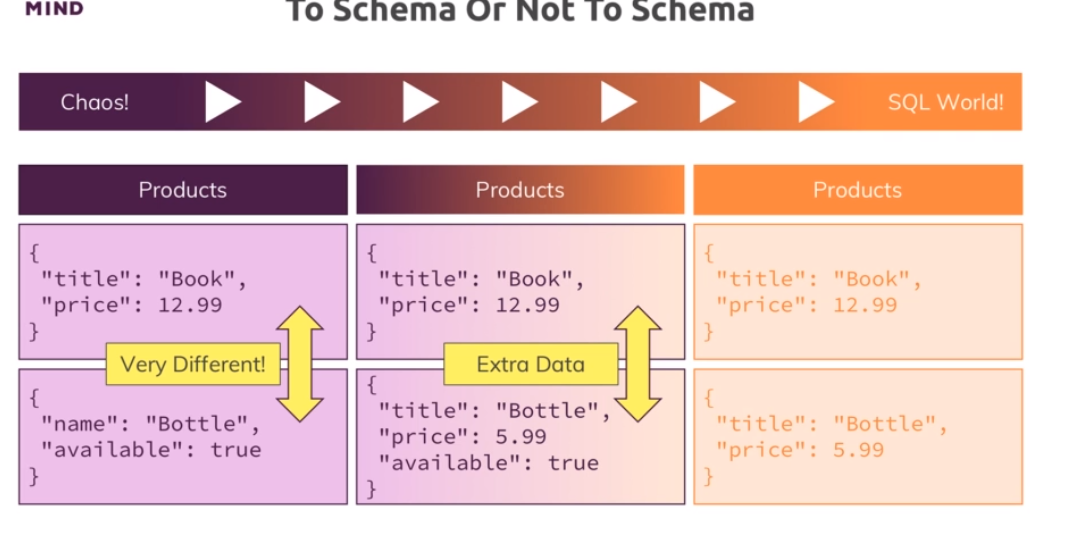 MIND
To Schema Or Not To Schema
Chaos!
SQL World!
Products
{
"title": "Book",
"price": 12.99
}
Very Different!
{
"name": "Bottle",
"available": true
}
Products
{
"title": "Book",
"price": 12.99
}
Extra Data
{
"title": "Bottle",
"price": 5.99
"available": true
}
Products
{
"title": "Book",
"price": 12.99
}
{
"title": "Bottle",
"price": 5.99
}